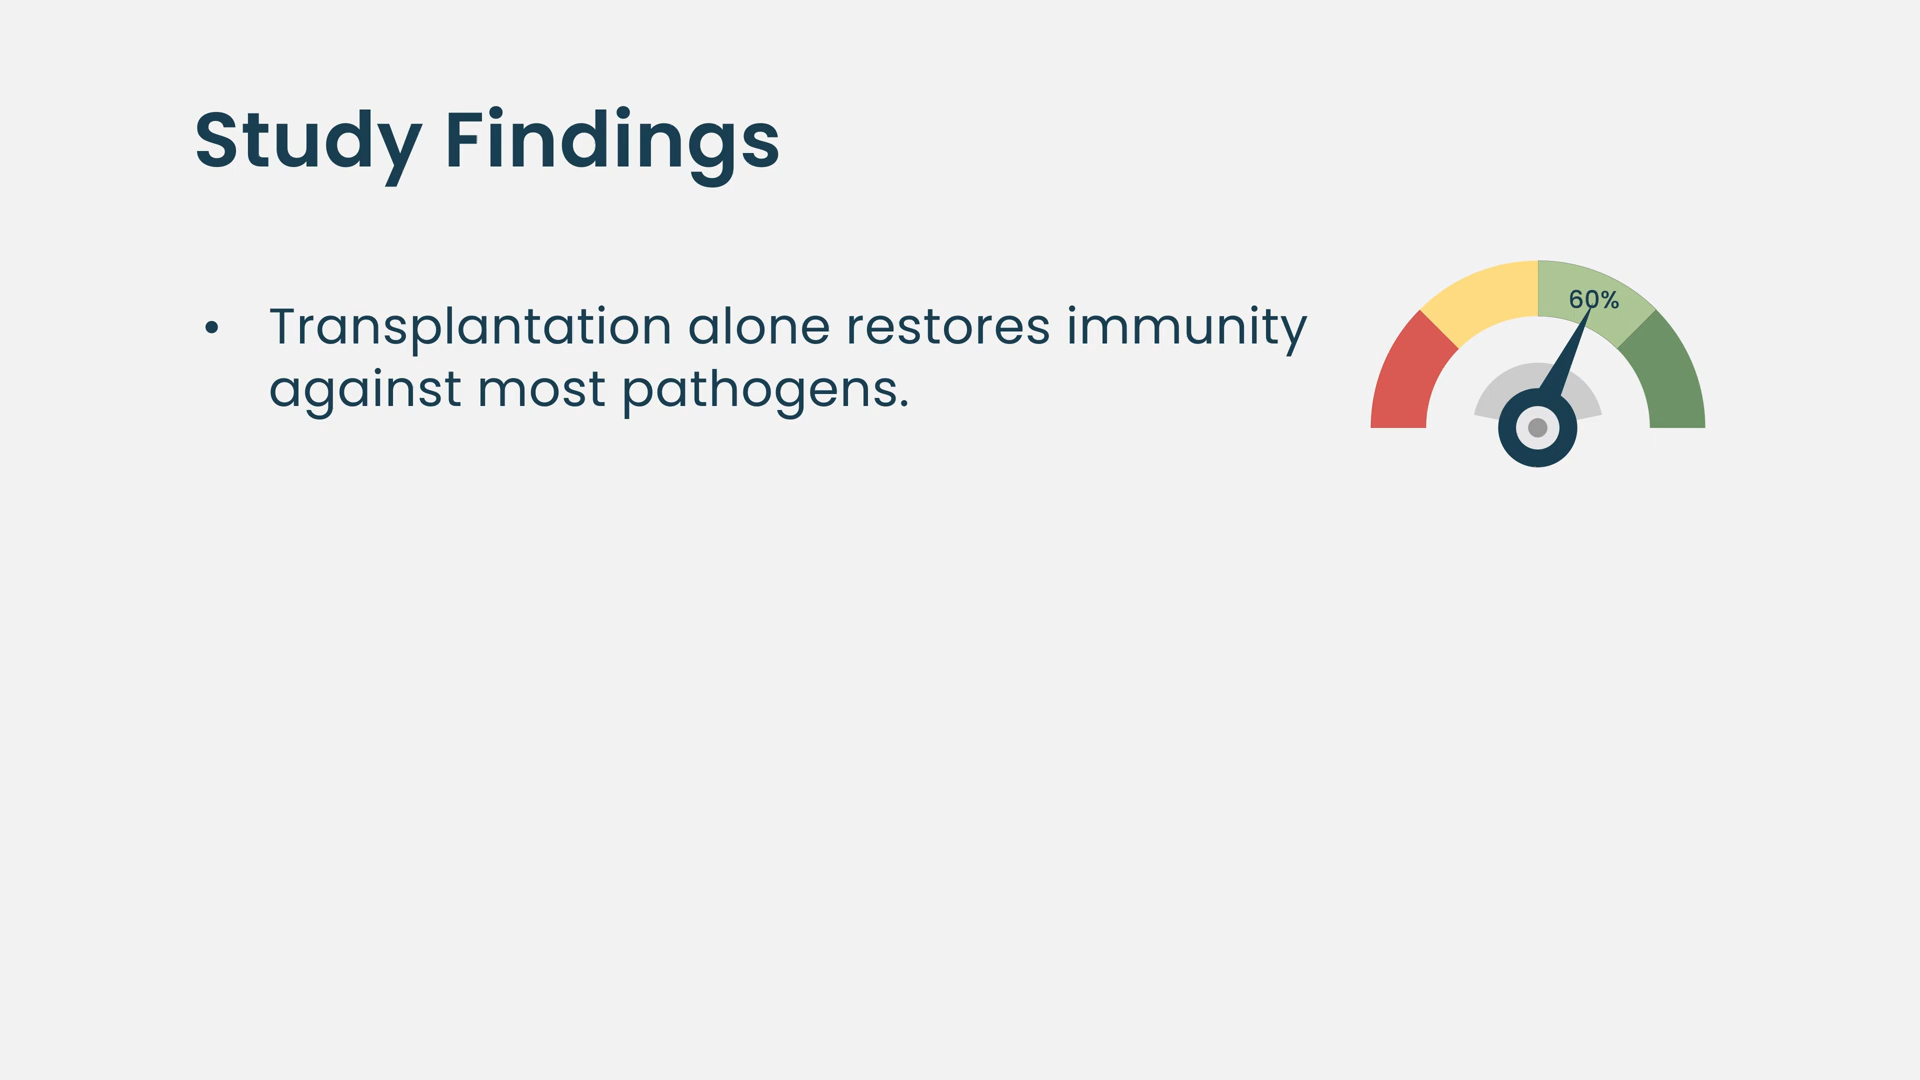 Study Findings
• Transplantation alone restores immunity
against most pathogens.
60%